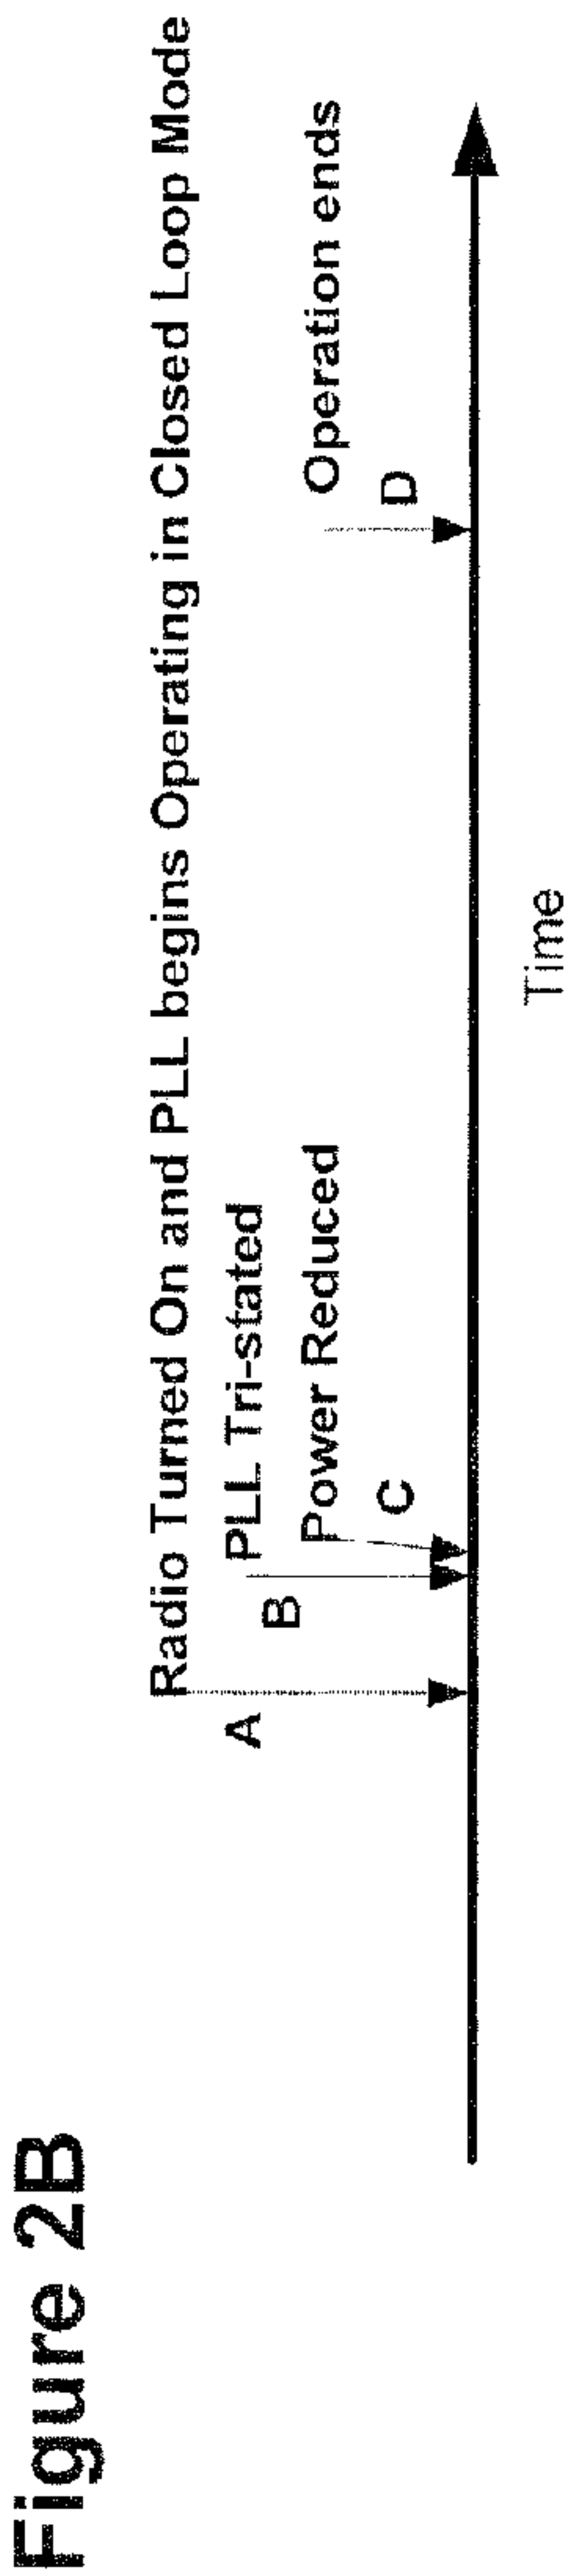 Figure 2B
Radio Turned On and PLL begins Operating in Closed Loop Mode
A
PLL Tri-stated
B
Power Reduced
C
Operation ends
D
Time